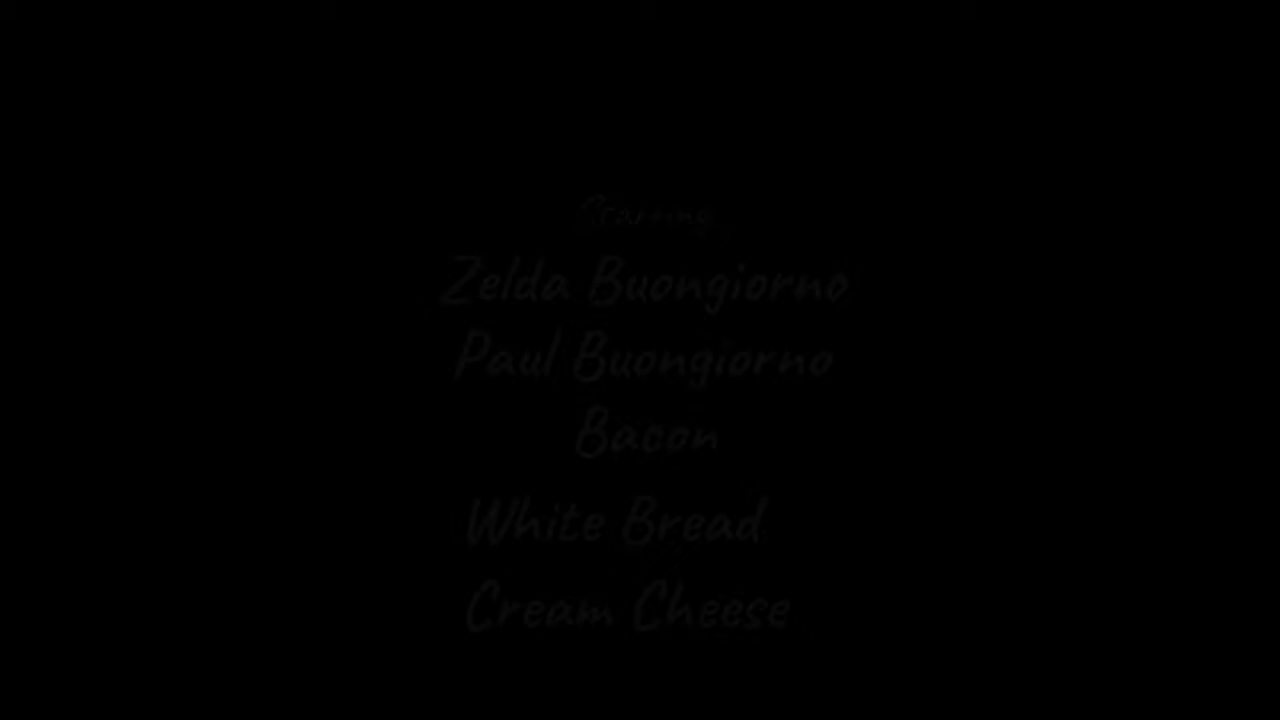 Starring
Zelda Buongiorno
Paul Buongiorno
Bacon
White Bread
Cream Cheese